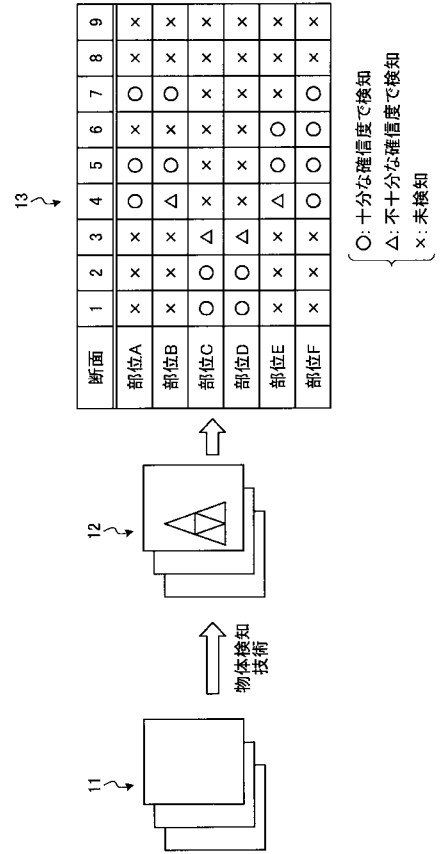 11
物体検知
技術
12
13
断面 1 2 3 4 5 6 7 8 9
部位A × × × ○ ○ × ○ × ×
部位B × × × △ ○ × ○ × ×
部位C ○ ○ △ × × × × × ×
部位D ○ ○ △ × × × × × ×
部位E × × × △ ○ ○ × × ×
部位F × × × ○ ○ ○ ○ × ×
○: 十分な確信度で検知
△: 不十分な確信度で検知
×: 未検知